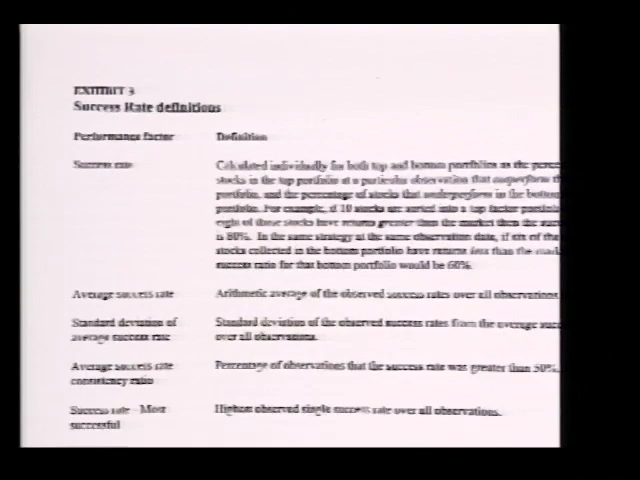 EXHIBIT 3
Success Rate definitions
Performance factor Definition
Success rate Calculated individually for both top and bottom portfolios as the
stocks in the top portfolio at a particular observation that outperform
portfolio, and the percentage of stocks that underperform in the
portfolio. For example, if 10 stocks are sorted into a top factor
eight of those stocks have returns greater than the market then the
is 80%. In the same strategy at the same observation date, if six of the
stocks collected in the bottom portfolio have returns less than the
success ratio for that bottom portfolio would be 60%.
Average success rate Arithmetic average of the observed success rates over all observations
Standard deviation of Standard deviation of the observed success rates from the average
average success rate over all observations.
Average success rate Percentage of observations that the success rate was greater than 50%.
consistency ratio
Success rate - Most Highest observed single success rate over all observations.
successful